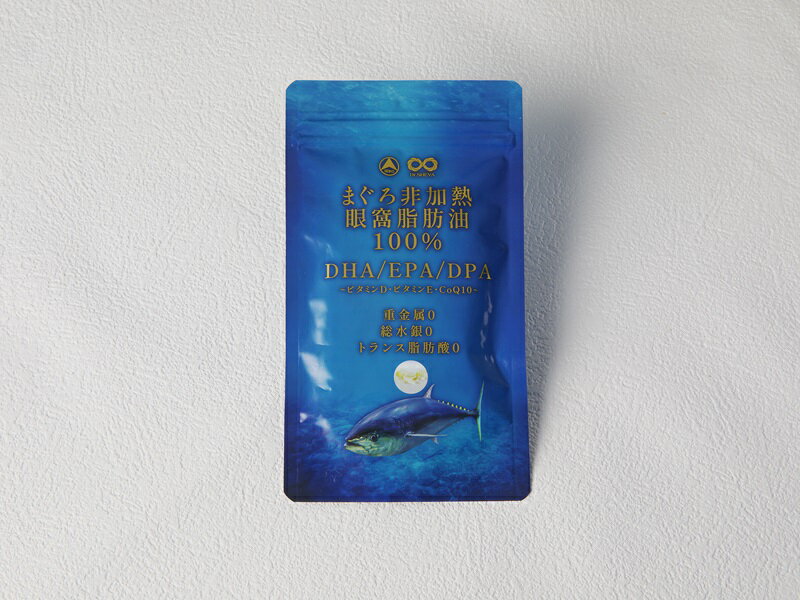 まぐろ非加熱
眼窩脂肪油
100%
DHA/EPA/DPA
~ビタミンD・ビタミンE・CoQ10~
重金属0
総水銀0
トランス脂肪酸0